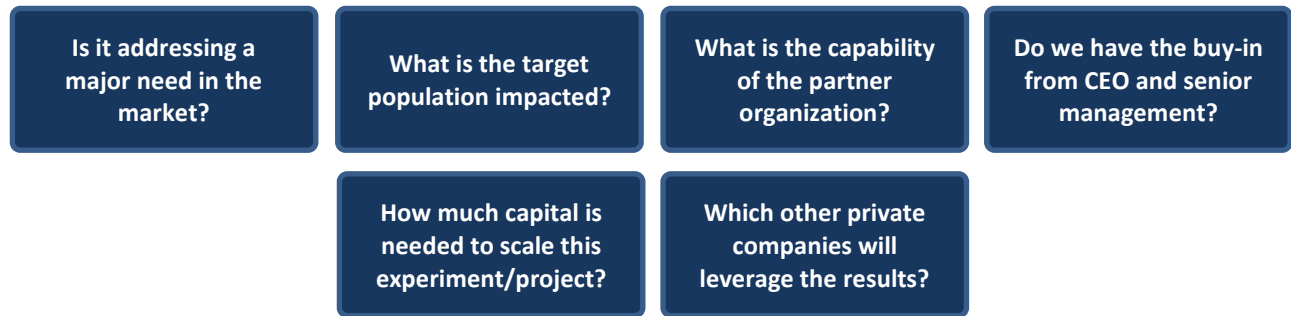 Is it addressing a
major need in the
market?
What is the target
population impacted?
What is the capability
of the partner
organization?
Do we have the buy-in
from CEO and senior
management?
How much capital is
needed to scale this
experiment/project?
Which other private
companies will
leverage the results?